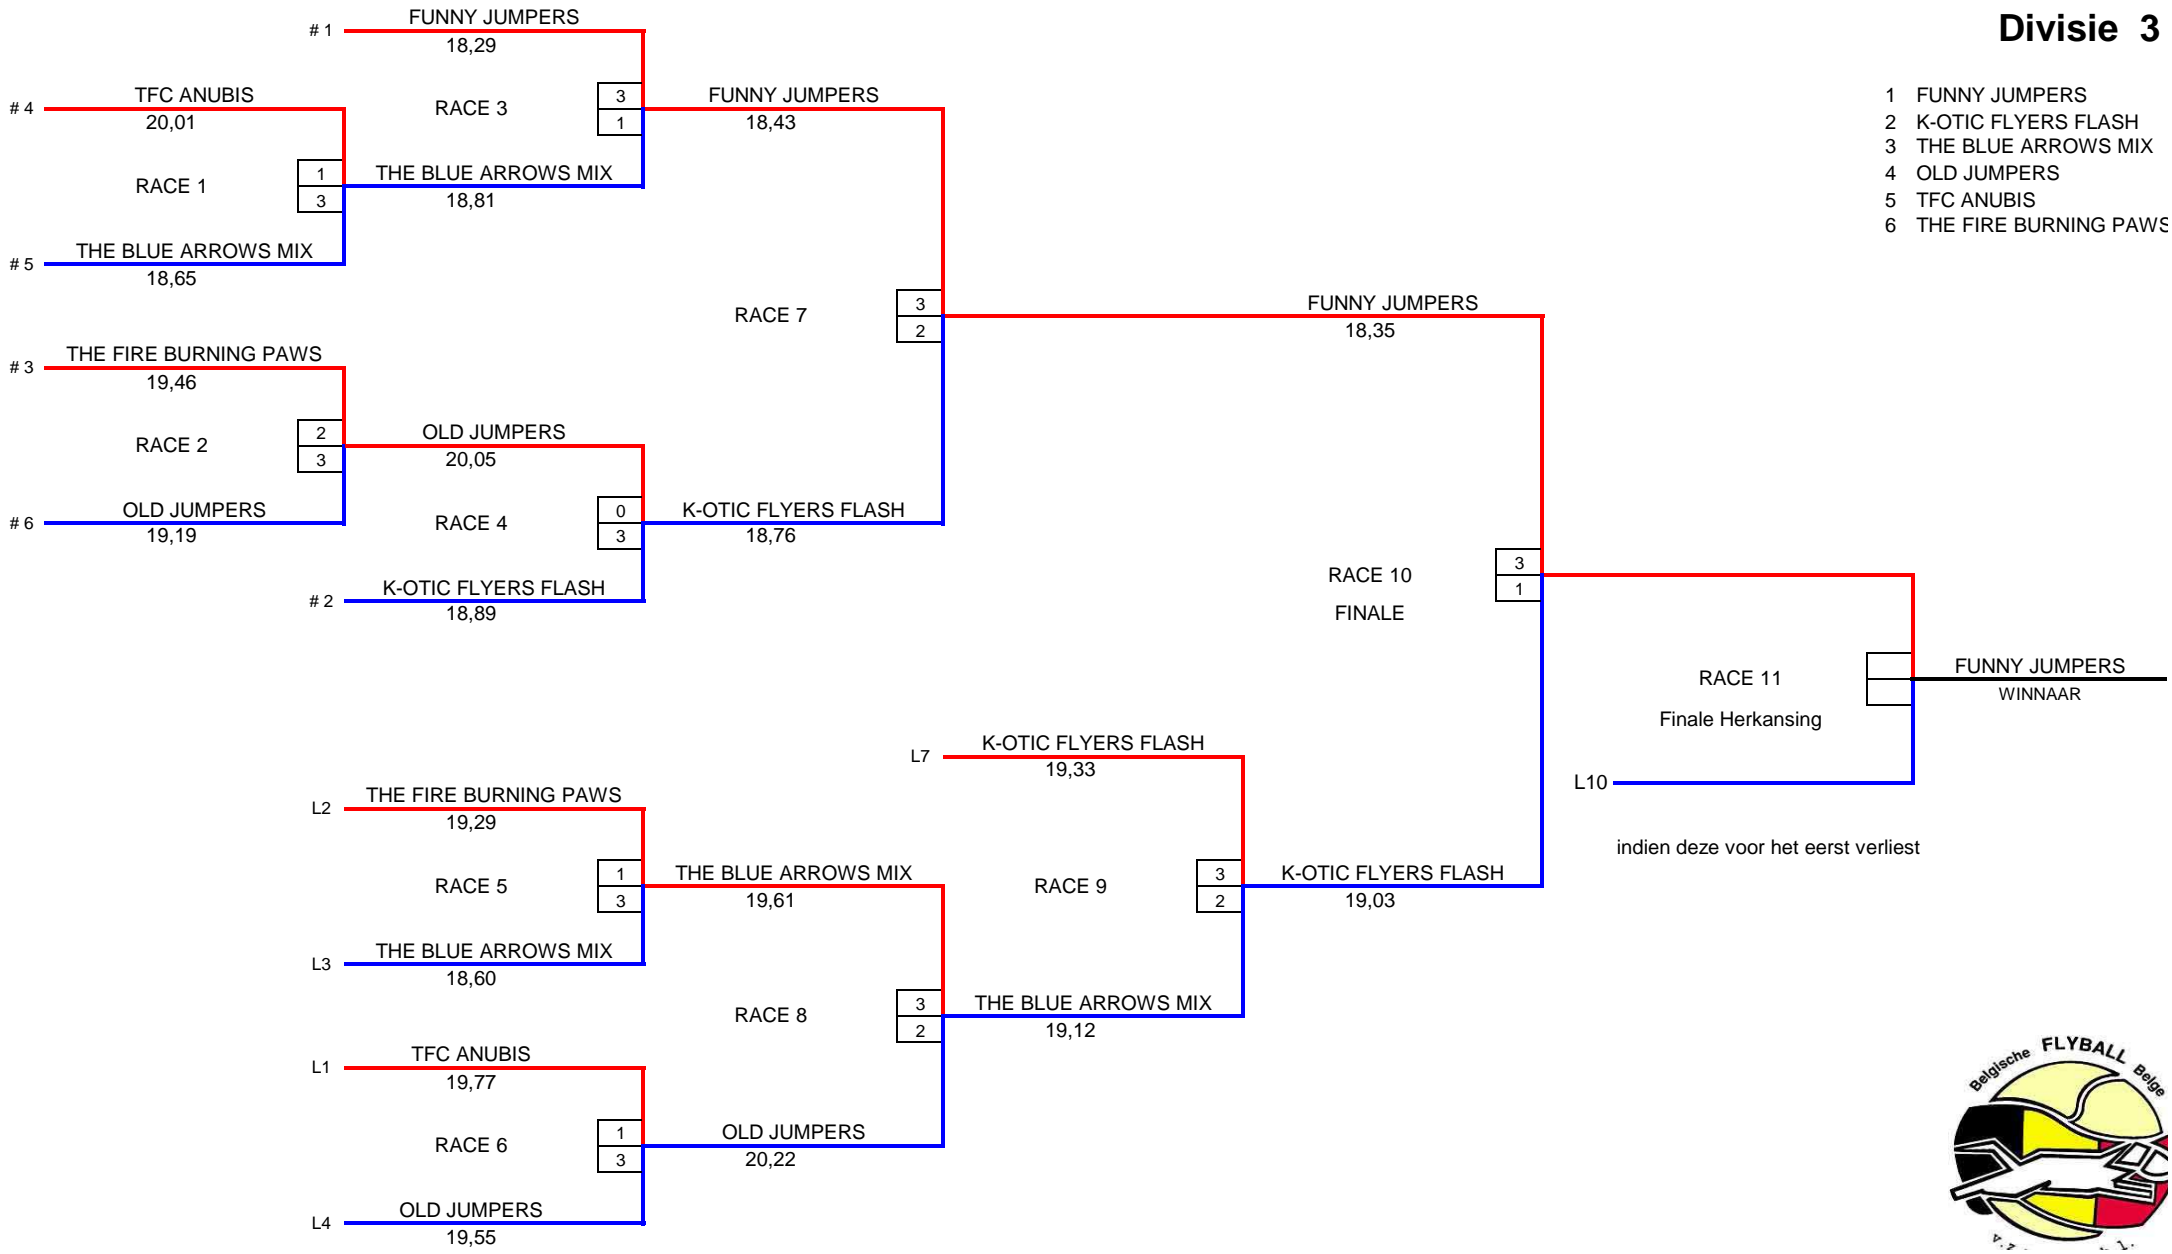 Divisie 3
1 FUNNY JUMPERS
2 K-OTIC FLYERS FLASH
3 THE BLUE ARROWS MIX
4 OLD JUMPERS
5 TFC ANUBIS
6 THE FIRE BURNING PAWS
# 1
FUNNY JUMPERS
18,29
RACE 3
3
1
# 4
TFC ANUBIS
20,01
RACE 1
1
3
# 5
THE BLUE ARROWS MIX
18,65
THE BLUE ARROWS MIX
18,81
FUNNY JUMPERS
18,43
RACE 7
3
2
# 3
THE FIRE BURNING PAWS
19,46
RACE 2
2
3
# 6
OLD JUMPERS
19,19
OLD JUMPERS
20,05
RACE 4
0
3
# 2
K-OTIC FLYERS FLASH
18,89
K-OTIC FLYERS FLASH
18,76
FUNNY JUMPERS
18,35
RACE 10
FINALE
3
1
RACE 11
Finale Herkansing
FUNNY JUMPERS
WINNAAR
L10
indien deze voor het eerst verliest
L7
K-OTIC FLYERS FLASH
19,33
RACE 9
3
2
K-OTIC FLYERS FLASH
19,03
L2
THE FIRE BURNING PAWS
19,29
RACE 5
1
3
L3
THE BLUE ARROWS MIX
18,60
THE BLUE ARROWS MIX
19,61
RACE 8
3
2
THE BLUE ARROWS MIX
19,12
L1
TFC ANUBIS
19,77
RACE 6
1
3
L4
OLD JUMPERS
19,55
OLD JUMPERS
20,22
Belgische FLYBALL Belge